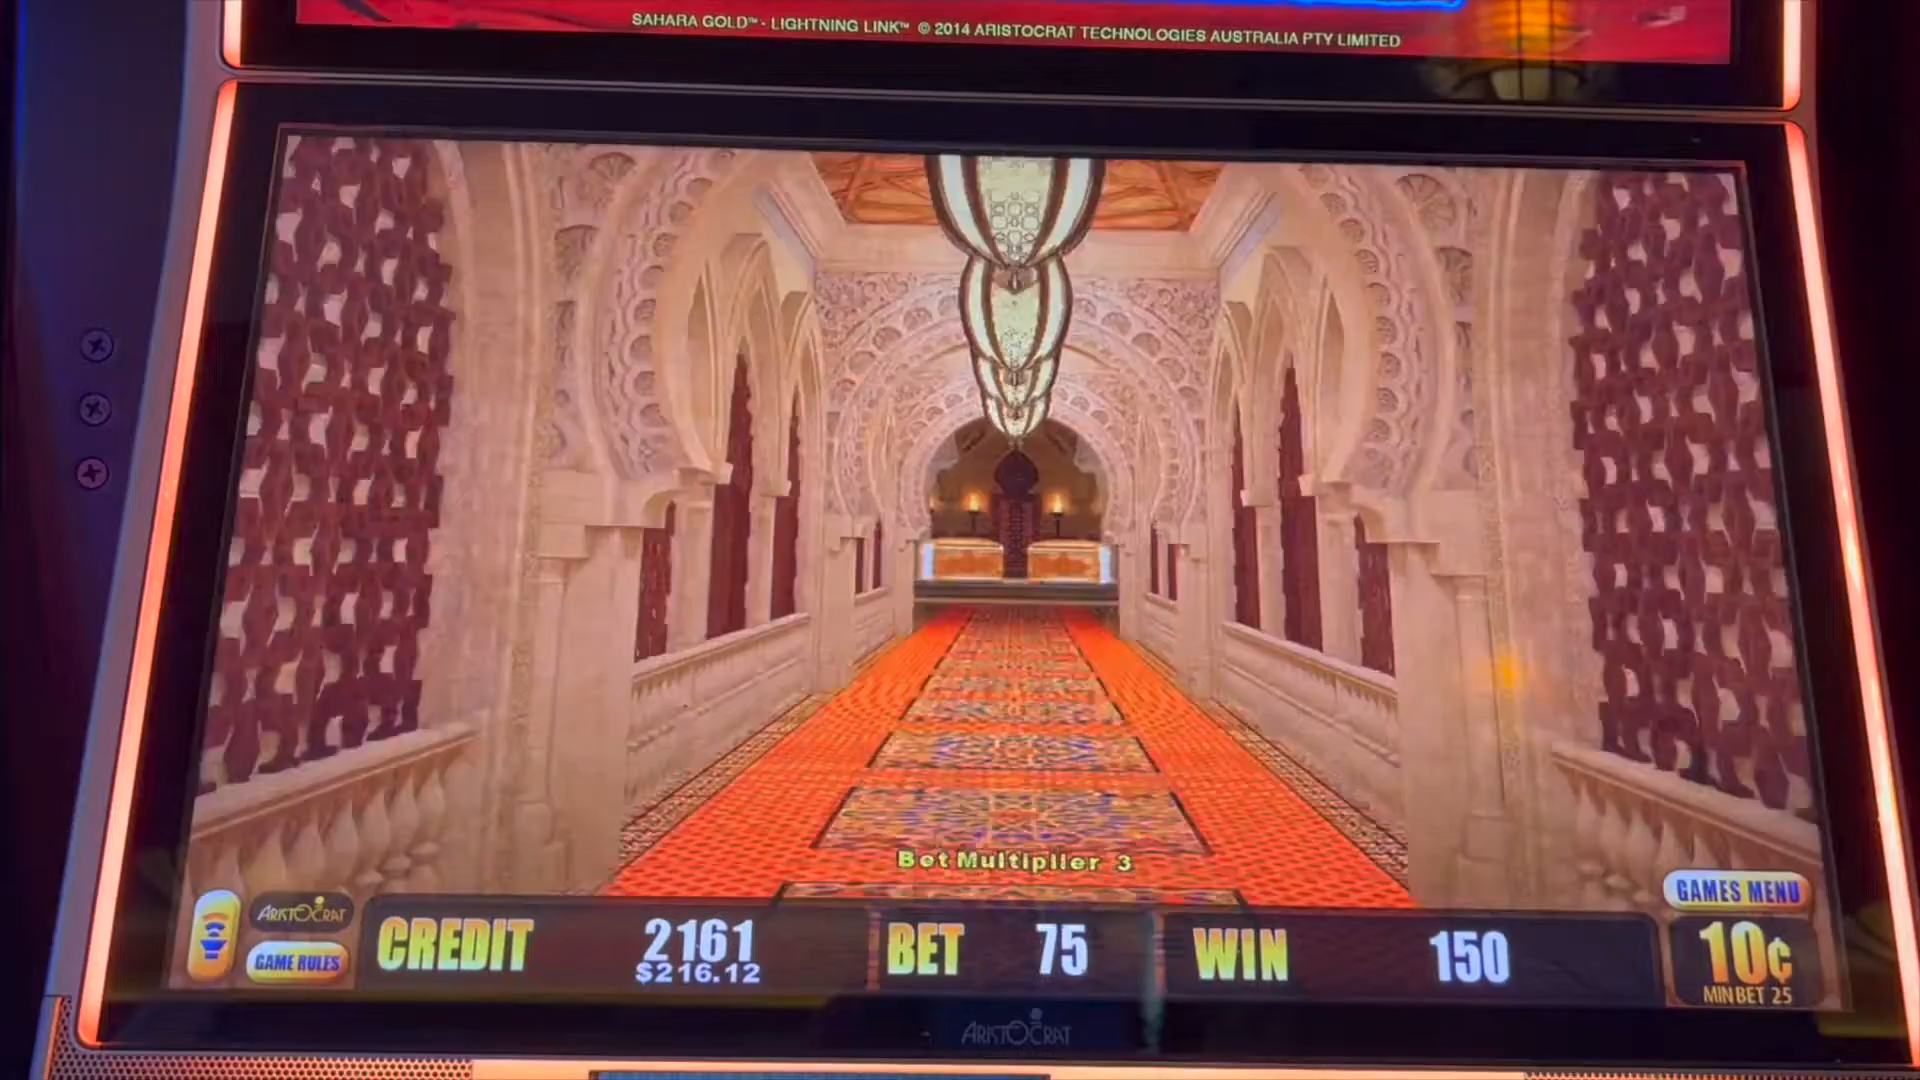 SAHARA GOLD™ - LIGHTNING LINK™ © 2014 ARISTOCRAT TECHNOLOGIES AUSTRALIA PTY LIMITED
Bet Multiplier 3
GAMES MENU
ARISTOCRAT
GAME RULES
CREDIT 2161
$216.12
BET 75
WIN 150
10¢
MIN BET 25
ARISTOCRAT